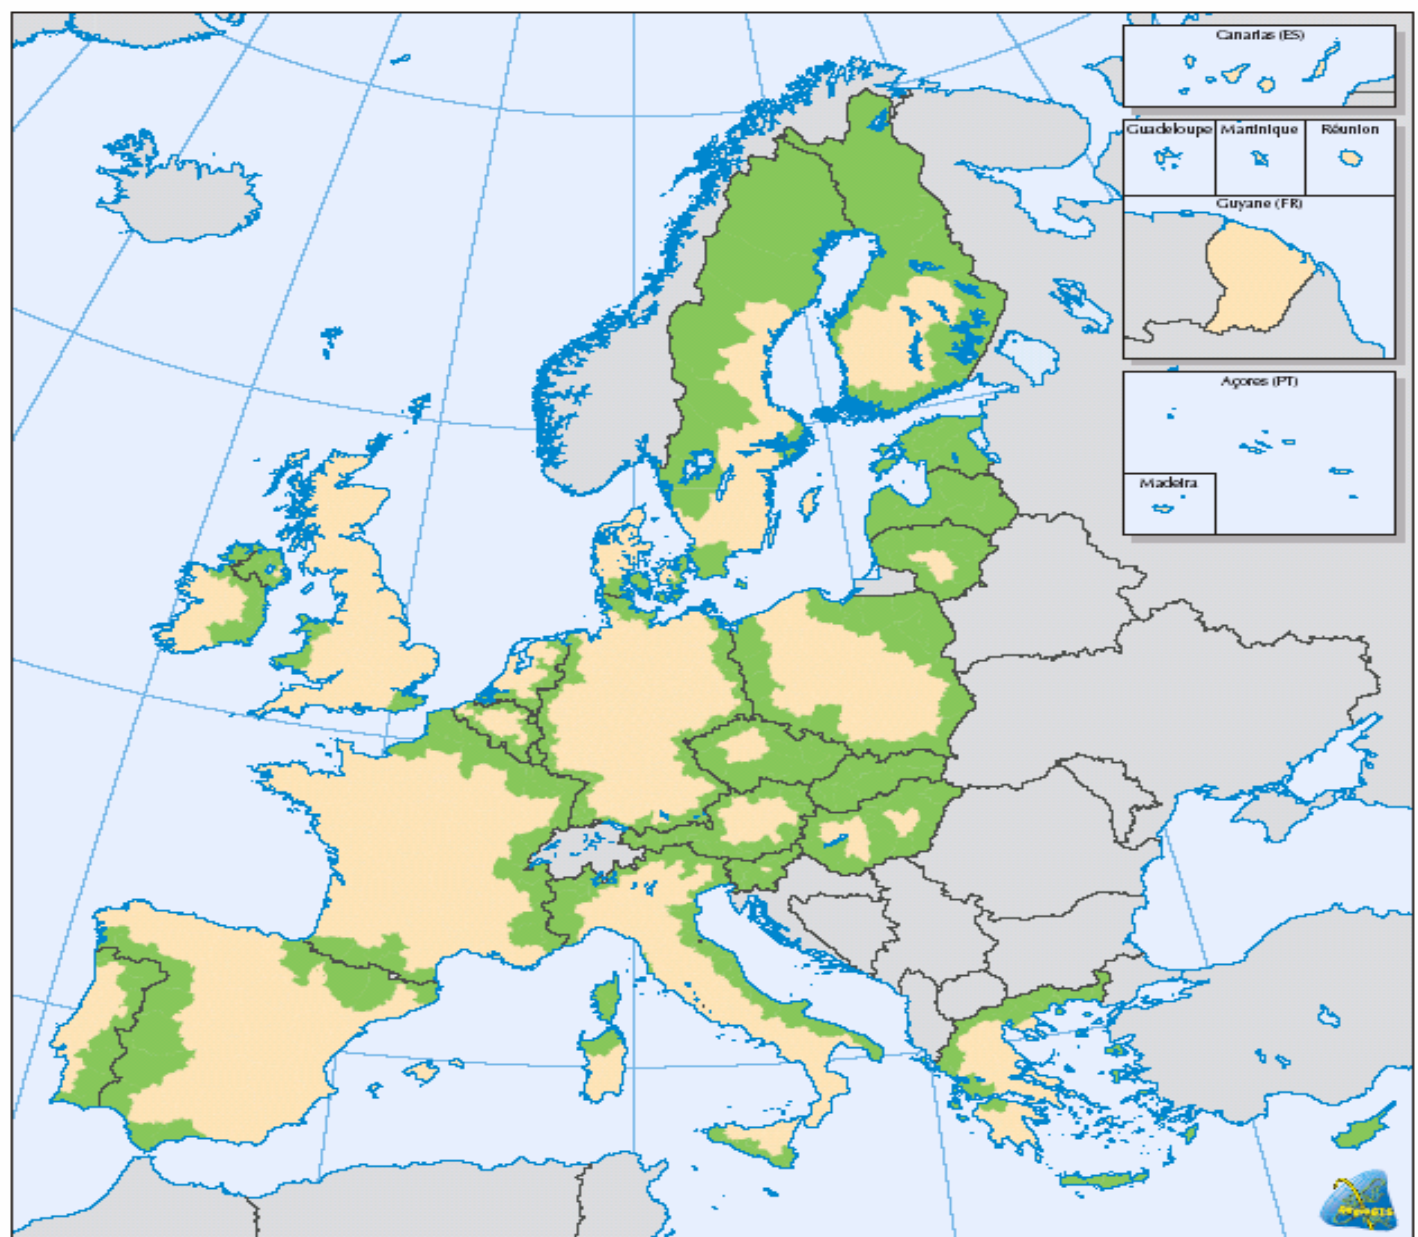 Canarias (ES)
Guadeloupe
Martinique
Réunion
Guyane (FR)
Açores (PT)
Madeira